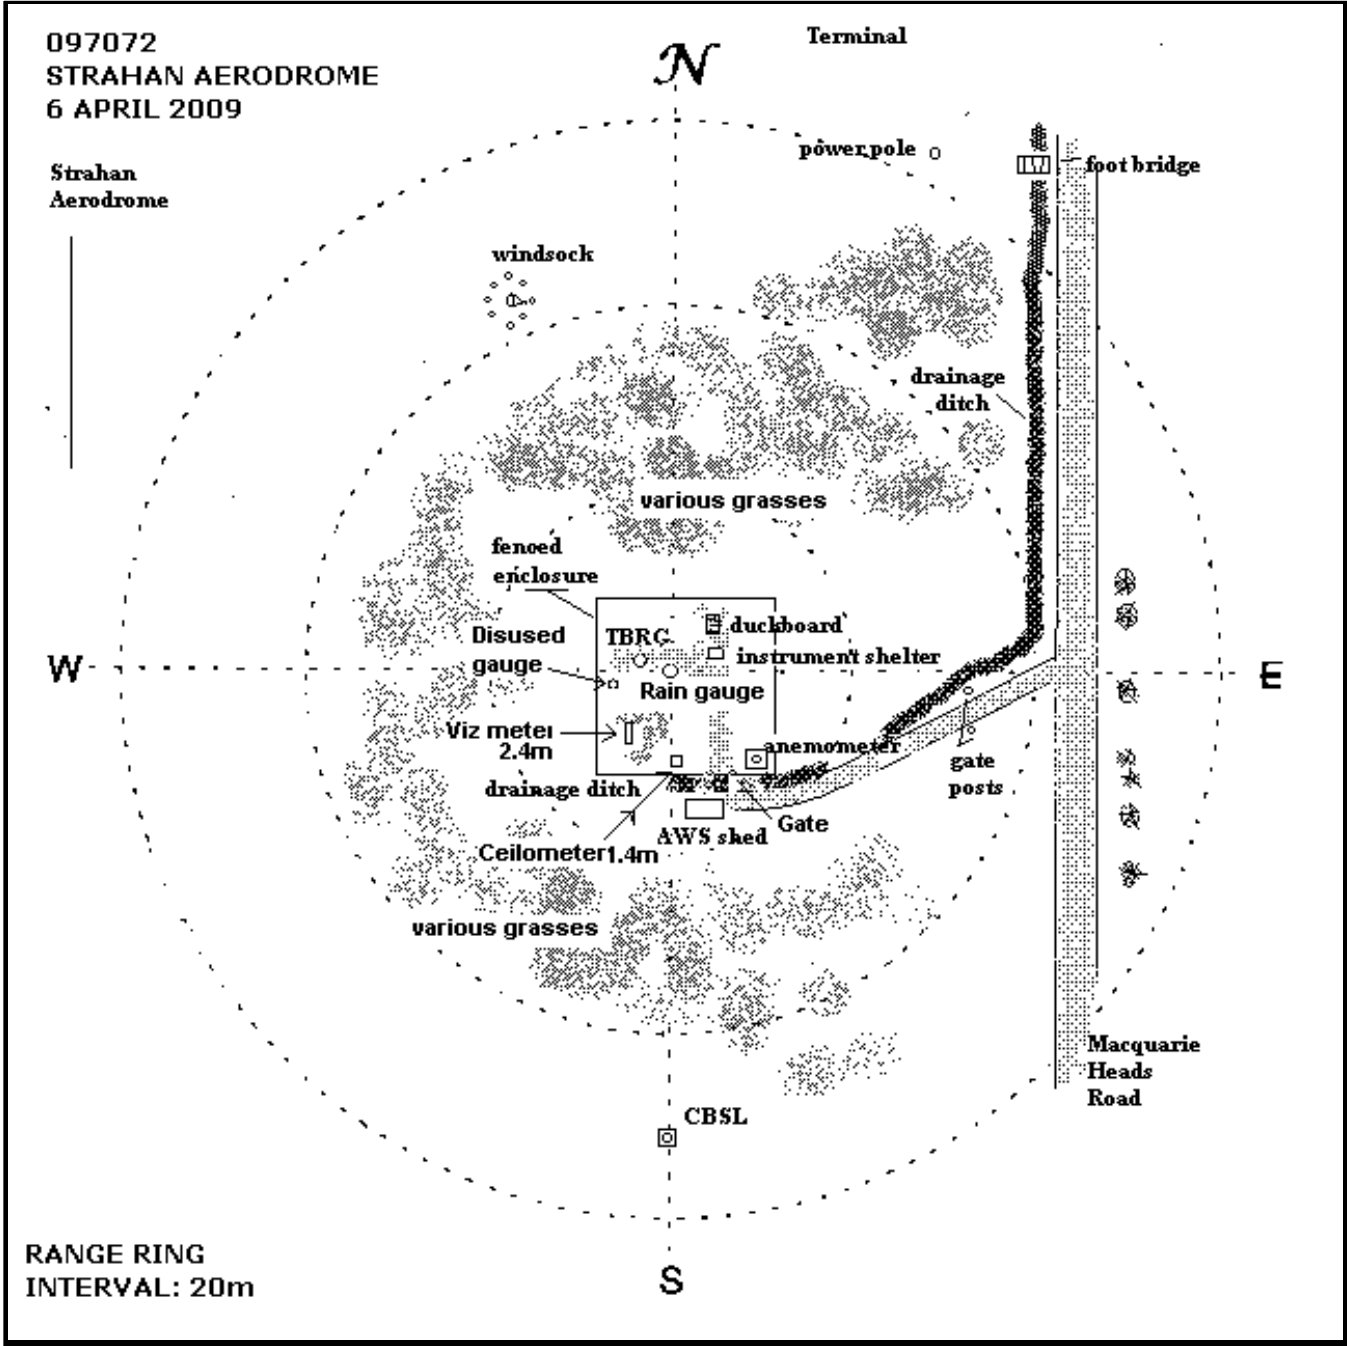 097072
STRAHAN AERODROME
6 APRIL 2009
N
Terminal
power pole
foot bridge
Strahan
Aerodrome
windsock
drainage
ditch
various grasses
fenoed
enclosure
Disused
gauge
TBRG
duckboard
instrument shelter
W
E
Rain gauge
Viz meter
2.4m
anemometer
gate
posts
drainage ditch
Gate
AWS shed
Ceilometer1.4m
various grasses
Macquarie
Heads
Road
CBSL
RANGE RING
INTERVAL: 20m
S